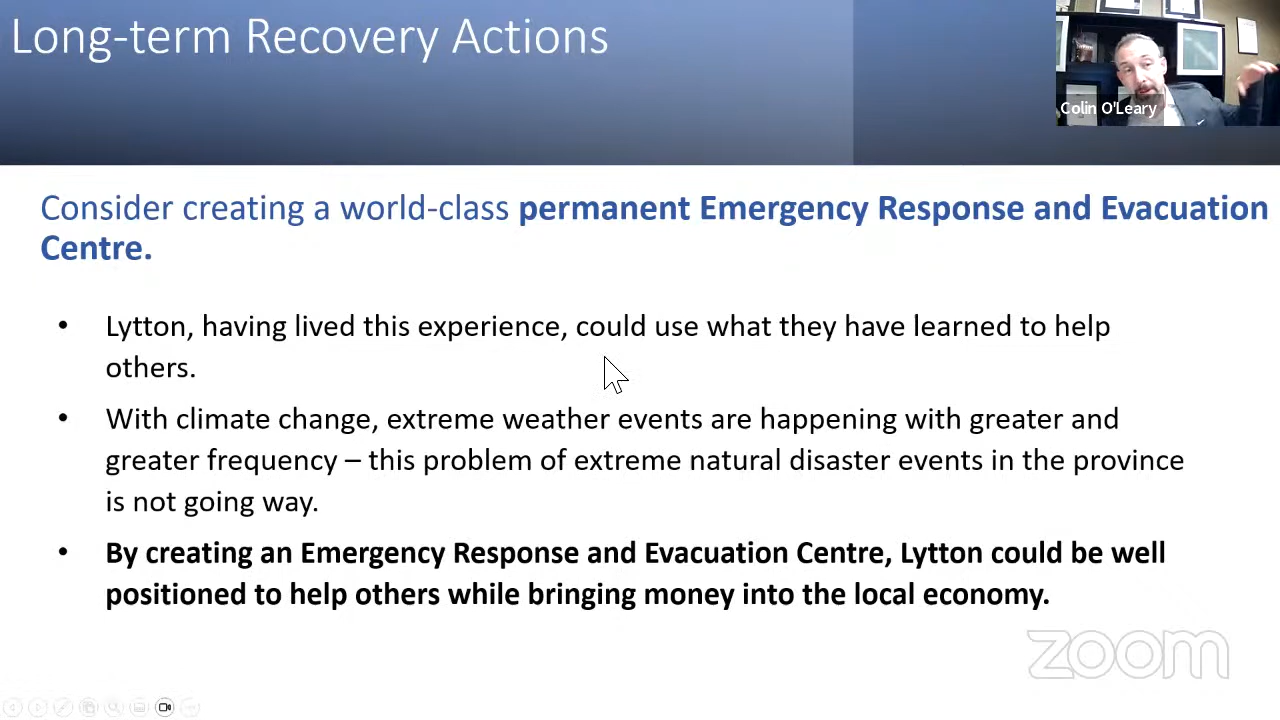 Long-term Recovery Actions
Colin O'Leary
Consider creating a world-class permanent Emergency Response and Evacuation
Centre.
• Lytton, having lived this experience, could use what they have learned to help
others.
• With climate change, extreme weather events are happening with greater and
greater frequency – this problem of extreme natural disaster events in the province
is not going way.
• By creating an Emergency Response and Evacuation Centre, Lytton could be well
positioned to help others while bringing money into the local economy.
zoom